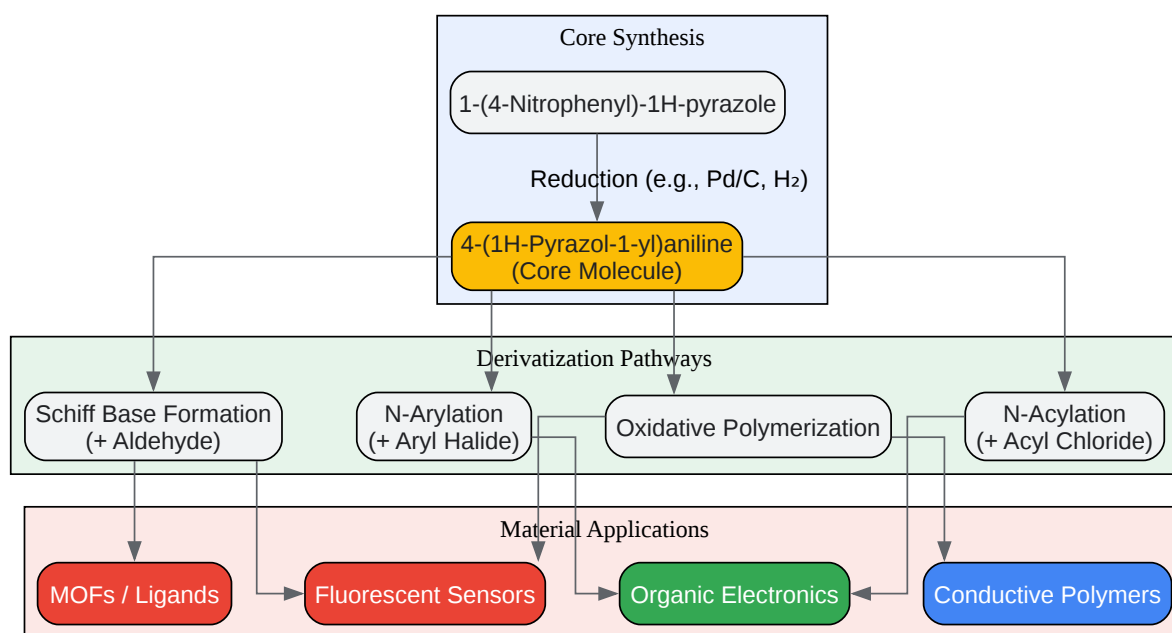 Core Synthesis
1-(4-Nitrophenyl)-1H-pyrazole
Reduction (e.g., Pd/C, H₂)
4-(1H-Pyrazol-1-yl)aniline
(Core Molecule)
Derivatization Pathways
Schiff Base Formation
(+ Aldehyde)
N-Arylation
(+ Aryl Halide)
Oxidative Polymerization
N-Acylation
(+ Acyl Chloride)
Material Applications
MOFs / Ligands
Fluorescent Sensors
Organic Electronics
Conductive Polymers